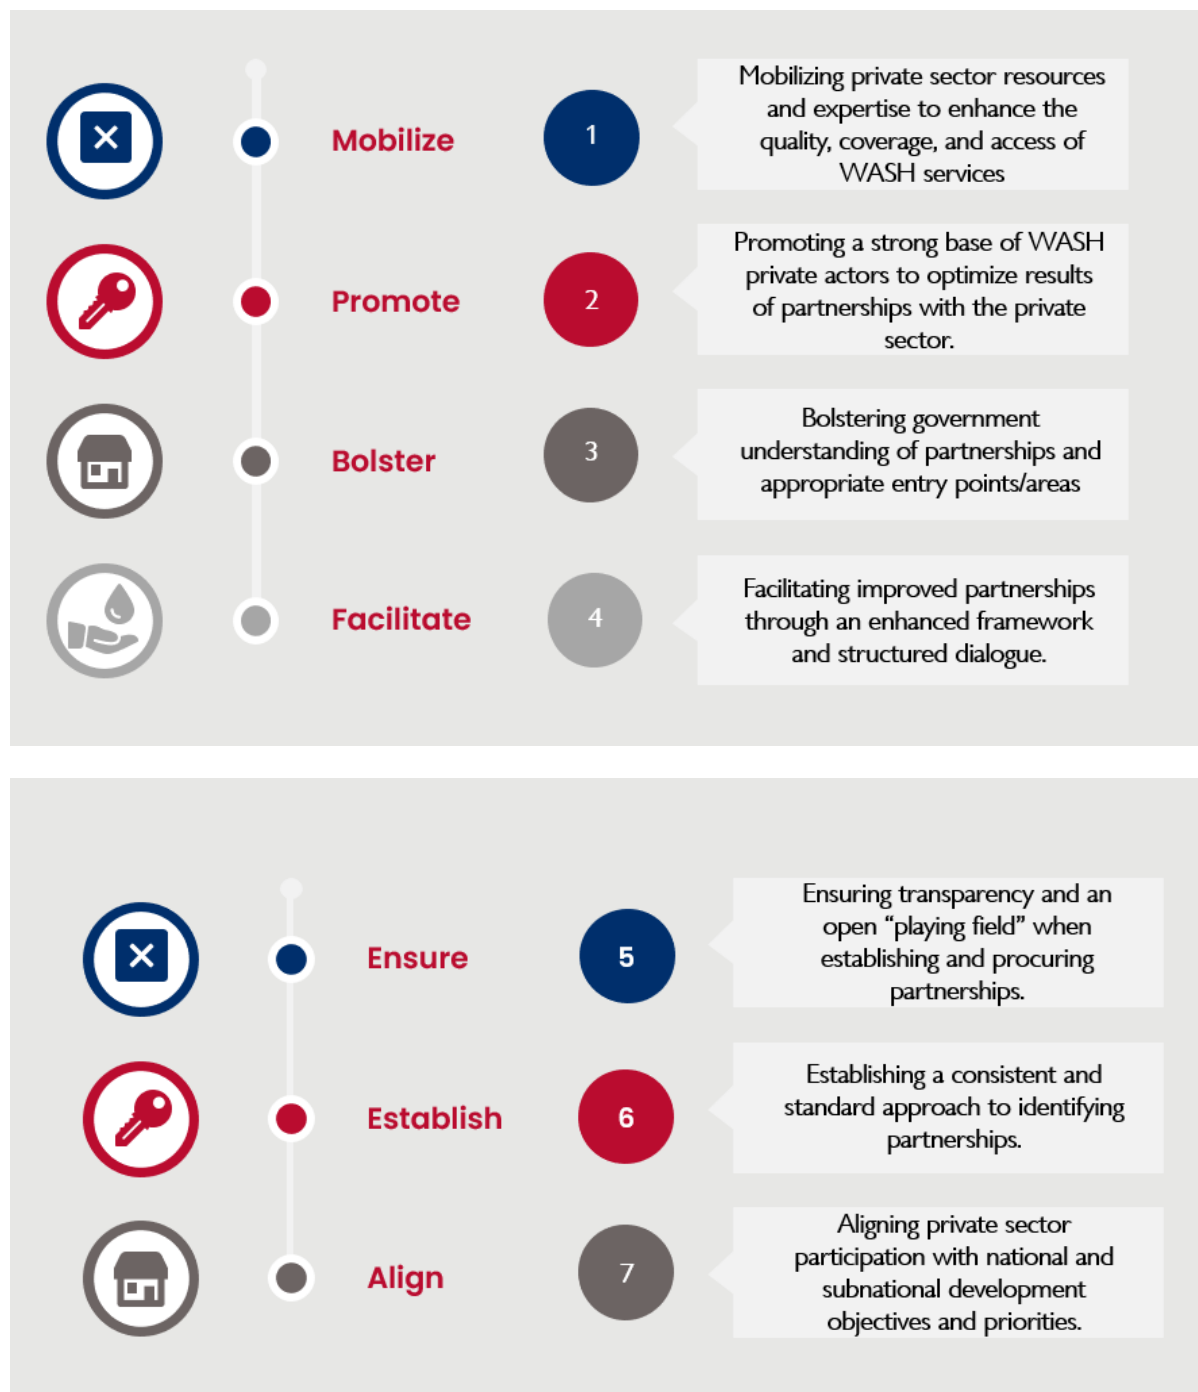 Mobilize
1
Mobilizing private sector resources
and expertise to enhance the
quality, coverage, and access of
WASH services
Promote
2
Promoting a strong base of WASH
private actors to optimize results
of partnerships with the private
sector.
Bolster
3
Bolstering government
understanding of partnerships and
appropriate entry points/areas
Facilitate
4
Facilitating improved partnerships
through an enhanced framework
and structured dialogue.
Ensure
5
Ensuring transparency and an
open “playing field” when
establishing and procuring
partnerships.
Establish
6
Establishing a consistent and
standard approach to identifying
partnerships.
Align
7
Aligning private sector
participation with national and
subnational development
objectives and priorities.